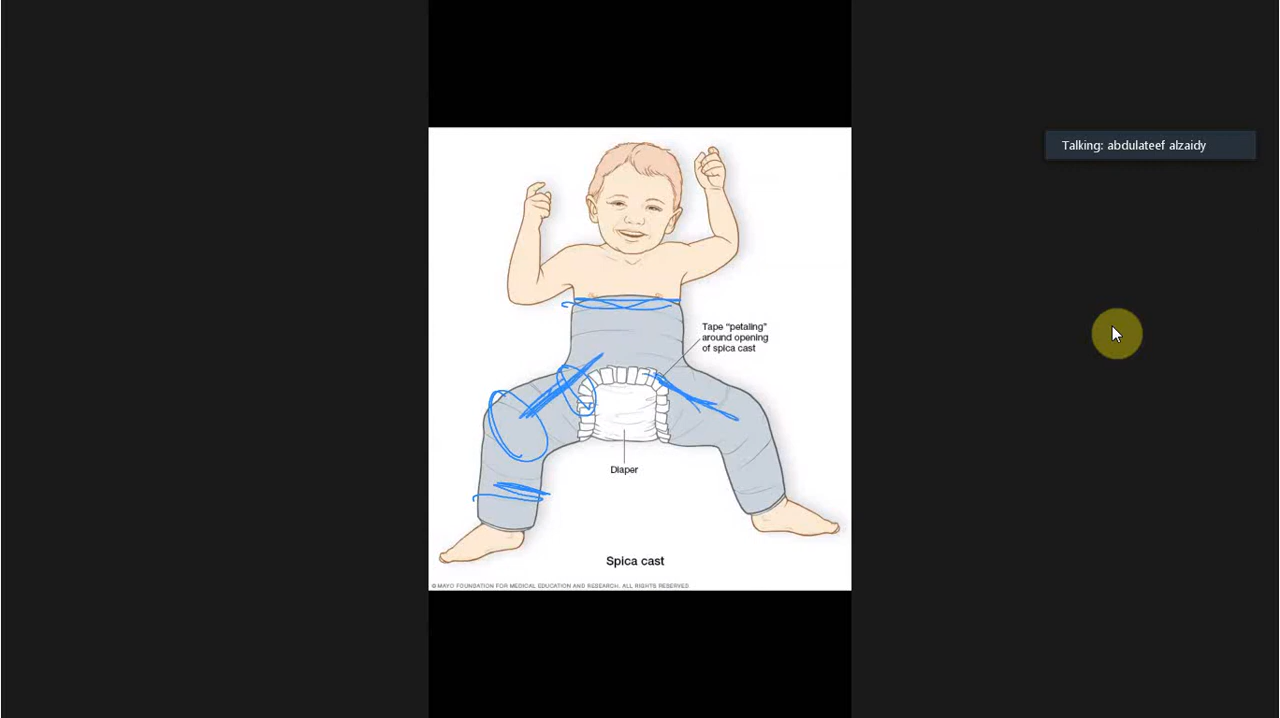 Talking: abdulateef alzaidy
Tape “petaling”
around opening
of spica cast
Diaper
Spica cast
© MAYO FOUNDATION FOR MEDICAL EDUCATION AND RESEARCH. ALL RIGHTS RESERVED